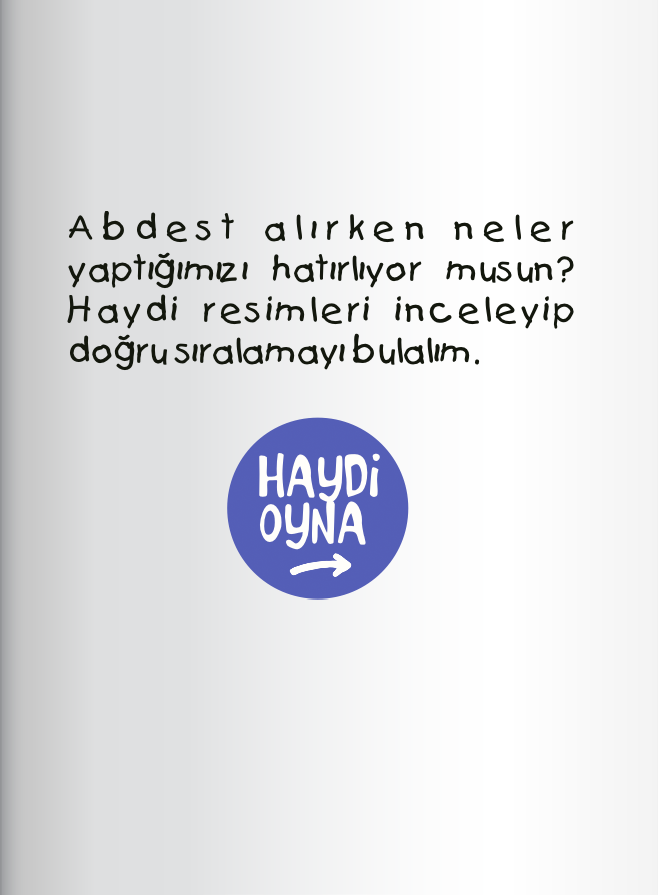 Abdest alırken neler
yaptığımızı hatırlıyor musun?
Haydi resimleri inceleyip
doğru sıralamayı bulalım.
HAYDİ
OYNA